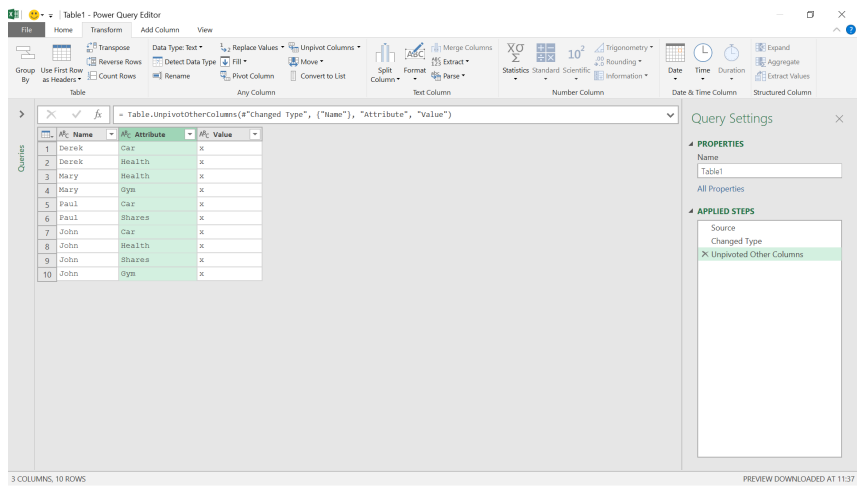 Table1 - Power Query Editor
File Home Transform Add Column View
Group By
Use First Row as Headers
Transpose
Reverse Rows
Count Rows
Table
Data Type: Text
Detect Data Type
Rename
Replace Values
Fill
Pivot Column
Unpivot Columns
Move
Convert to List
Any Column
Split Column
ABC
Format
Merge Columns
Extract
Parse
Text Column
Statistics
Standard
10²
Scientific
Trigonometry
Rounding
Information
Number Column
Date
Time
Duration
Date & Time Column
Expand
Aggregate
Extract Values
Structured Column
fx = Table.UnpivotOtherColumns(#"Changed Type", {"Name"}, "Attribute", "Value")
Queries
Name Attribute Value
1 Derek Car x
2 Derek Health x
3 Mary Health x
4 Mary Gym x
5 Paul Car x
6 Paul Shares x
7 John Car x
8 John Health x
9 John Shares x
10 John Gym x
Query Settings
PROPERTIES
Name
Table1
All Properties
APPLIED STEPS
Source
Changed Type
Unpivoted Other Columns
3 COLUMNS, 10 ROWS
PREVIEW DOWNLOADED AT 11:37